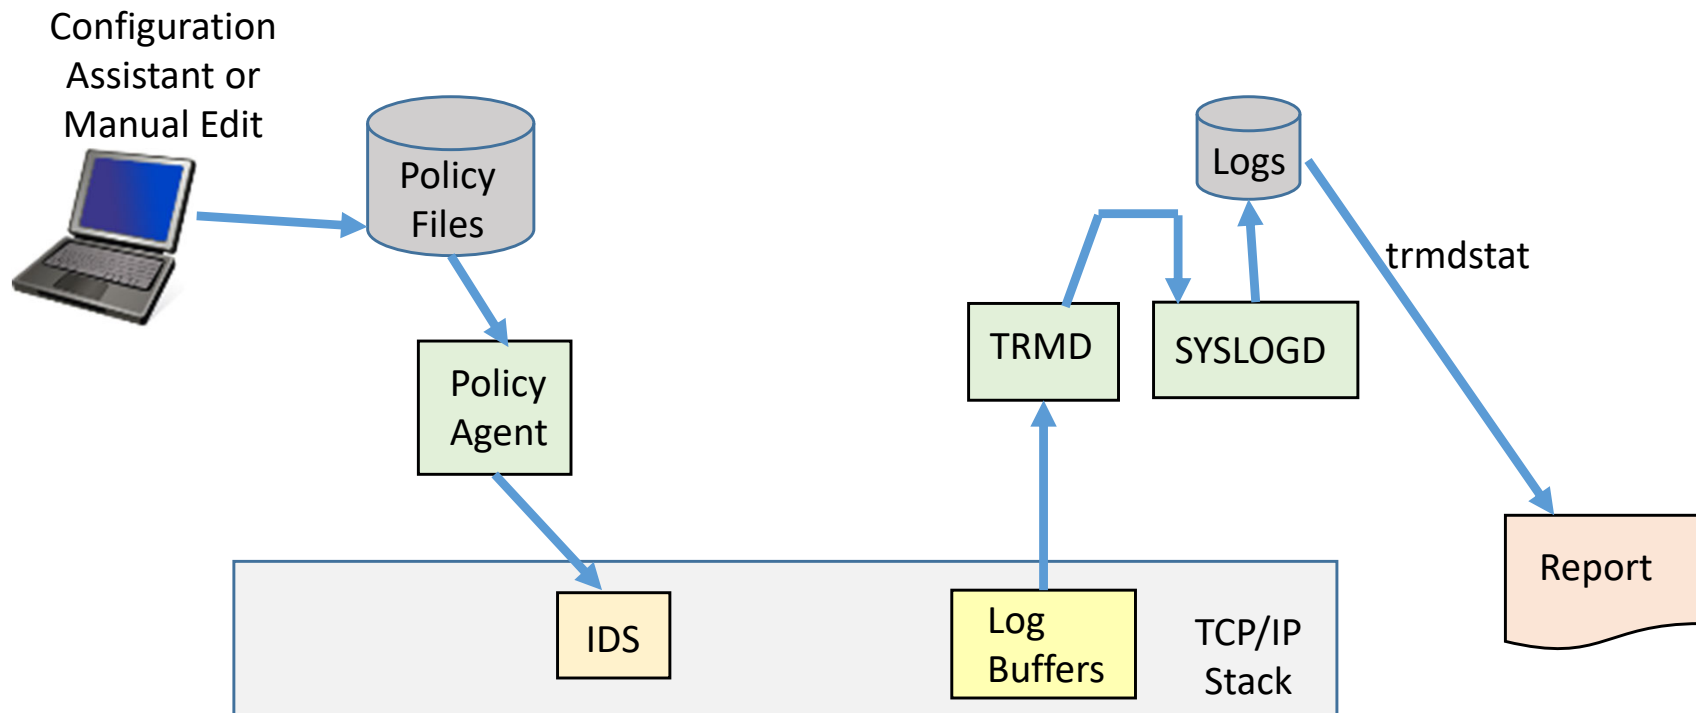 Configuration
Assistant or
Manual Edit
Policy
Files
Logs
trmdstat
TRMD
SYSLOGD
Policy
Agent
Report
IDS
Log
Buffers
TCP/IP
Stack